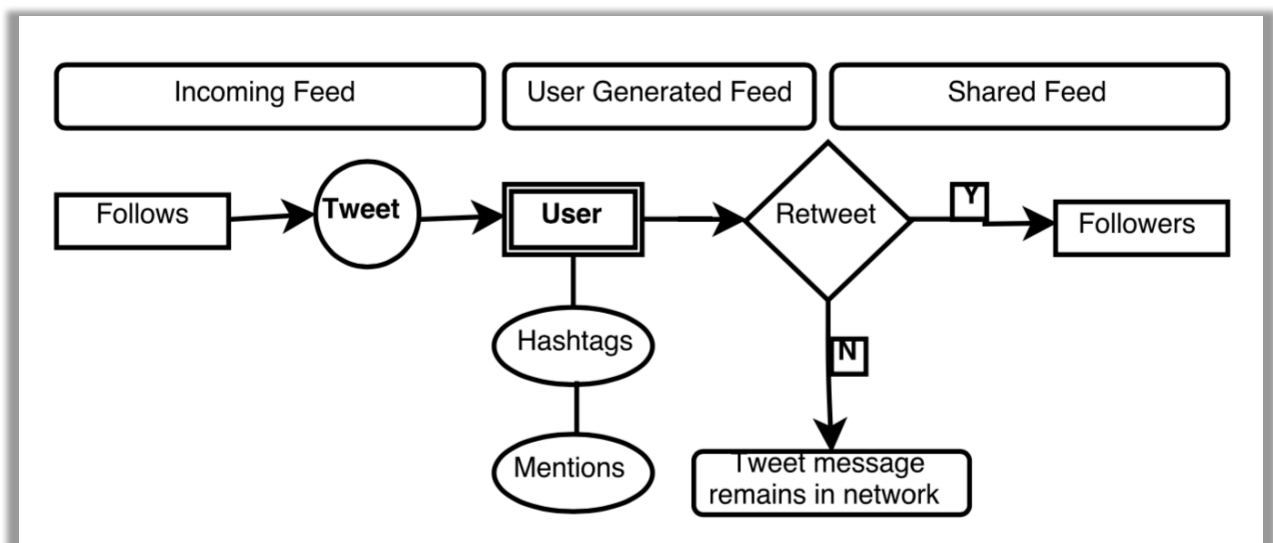 Incoming Feed
User Generated Feed
Shared Feed
Follows
Tweet
User
Retweet
Y
Followers
Hashtags
N
Mentions
Tweet message
remains in network